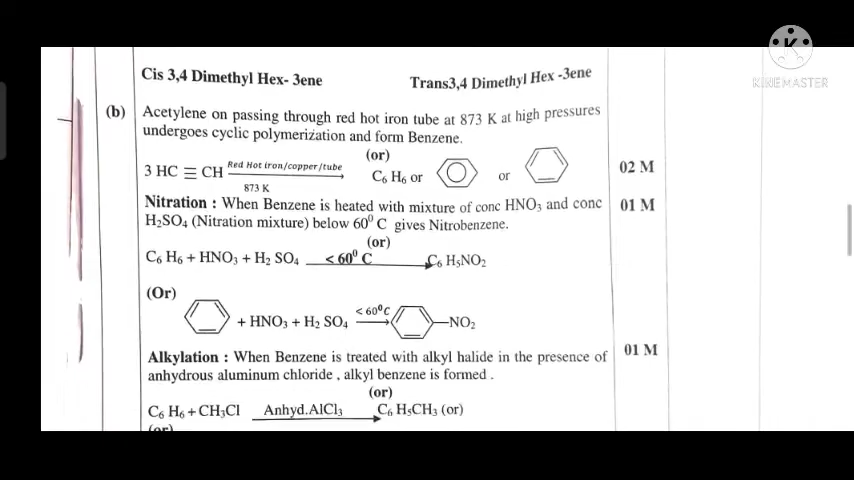 KINEMASTER
Cis 3,4 Dimethyl Hex- 3ene Trans3,4 Dimethyl Hex -3ene
(b) Acetylene on passing through red hot iron tube at 873 K at high pressures
undergoes cyclic polymerization and form Benzene.
(or)
3 HC ≡ CH Red Hot iron/copper/tube 873 K C₆ H₆ or or 02 M
Nitration : When Benzene is heated with mixture of conc HNO₃ and conc 01 M
H₂SO₄ (Nitration mixture) below 60⁰ C gives Nitrobenzene.
(or)
C₆ H₆ + HNO₃ + H₂ SO₄ < 60⁰ C C₆ H₅NO₂
(Or)
+ HNO₃ + H₂ SO₄ < 60⁰C —NO₂
Alkylation : When Benzene is treated with alkyl halide in the presence of 01 M
anhydrous aluminum chloride , alkyl benzene is formed .
(or)
C₆ H₆ + CH₃Cl Anhyd.AlCl₃ C₆ H₅CH₃ (or)
(or)